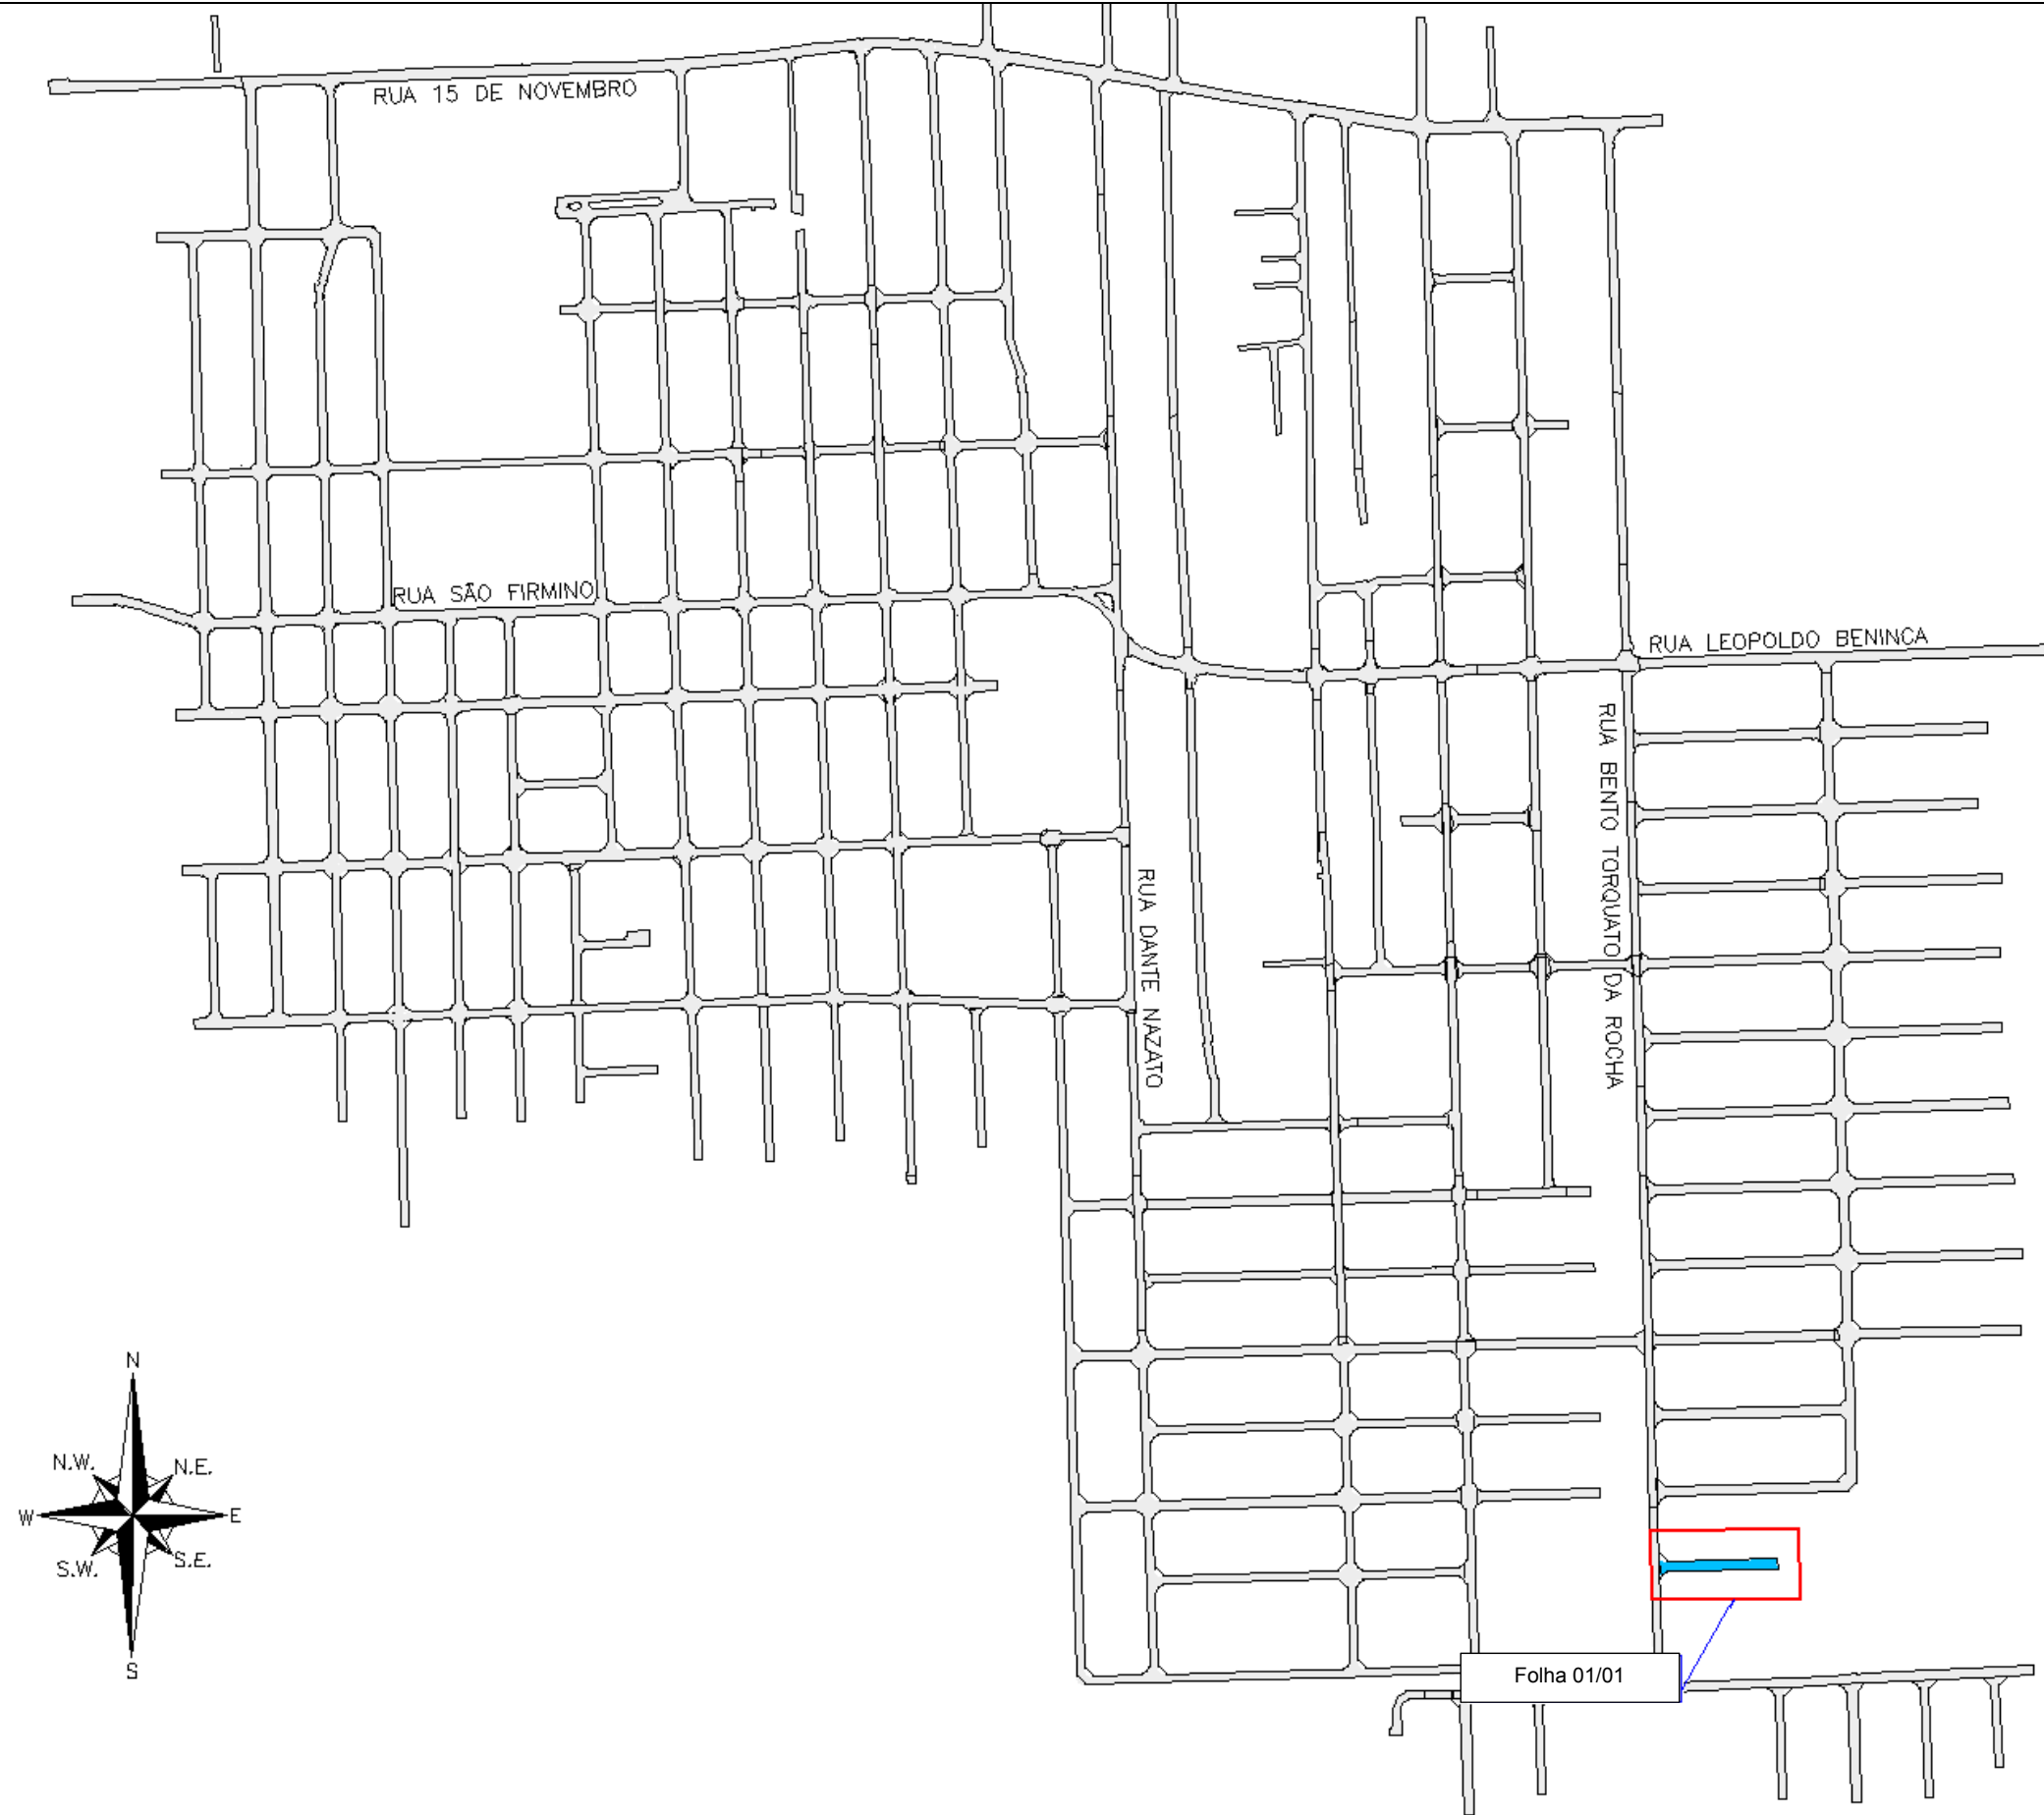 RUA 15 DE NOVEMBRO
RUA SÃO FIRMINO
RUA LEOPOLDO BENINCA
RUA BENTO TORQUATO DA ROCHA
RUA DANTE NAZATO
N
N.W.
N.E.
W
E
S.W.
S.E.
S
Folha 01/01